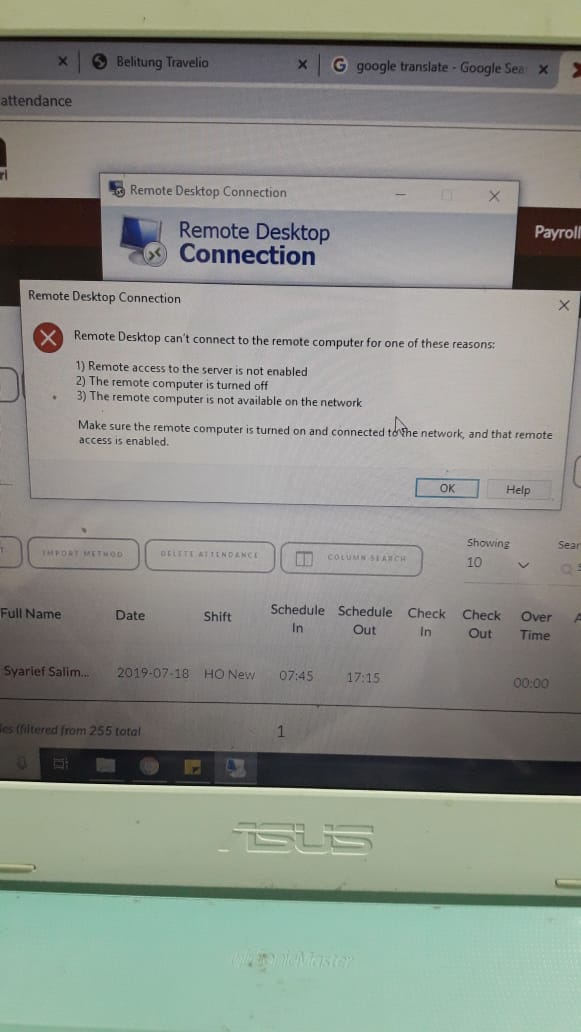 Belitung Travelio
google translate - Google Sea
attendance
Remote Desktop Connection
Remote Desktop
Connection
Payroll
Remote Desktop Connection
Remote Desktop can't connect to the remote computer for one of these reasons:
1) Remote access to the server is not enabled
2) The remote computer is turned off
3) The remote computer is not available on the network
Make sure the remote computer is turned on and connected to the network, and that remote
access is enabled.
OK Help
IMPORT METHOD DELETE ATTENDANCE COLUMN SEARCH
Showing Sear
10
Full Name Date Shift Schedule In Schedule Out Check In Check Out Over Time
Syarief Salim... 2019-07-18 HO New 07:45 17:15 00:00
ies (filtered from 255 total 1
ASUS
SonicMaster